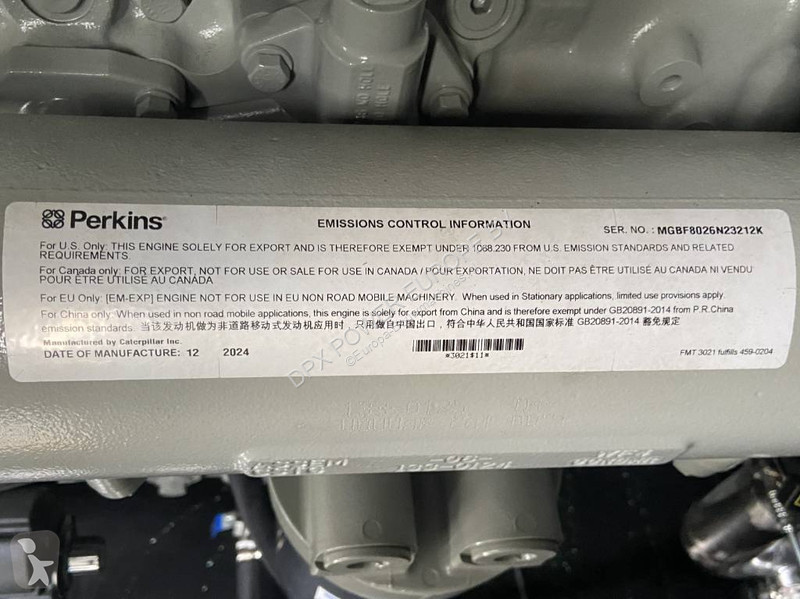 Perkins
EMISSIONS CONTROL INFORMATION
SER. NO. : MGBF8026N23212K
For U.S. Only: THIS ENGINE SOLELY FOR EXPORT AND IS THEREFORE EXEMPT UNDER 1068.230 FROM U.S. EMISSION STANDARDS AND RELATED
REQUIREMENTS.
For Canada only: FOR EXPORT, NOT FOR USE OR SALE FOR USE IN CANADA / POUR EXPORTATION, NE DOIT PAS ÊTRE UTILISÉ AU CANADA NI VENDU
POUR ÊTRE UTILISÉ AU CANADA
For EU Only: [EM-EXP] ENGINE NOT FOR USE IN EU NON ROAD MOBILE MACHINERY. When used in Stationary applications, limited use provisions apply.
For China only: When used in non road mobile applications, this engine is solely for export from China and is therefore exempt under GB20891-2014 from P.R.China
emission standards. 当该发动机做为非道路移动式发动机应用时，只用做自中国出口，符合中华人民共和国国家标准 GB20891-2014 豁免规定
Manufactured by Caterpillar Inc.
DATE OF MANUFACTURE: 12 2024
*3021$11*
FMT 3021 fulfills 459-0204
DPX POWER EUROPE B